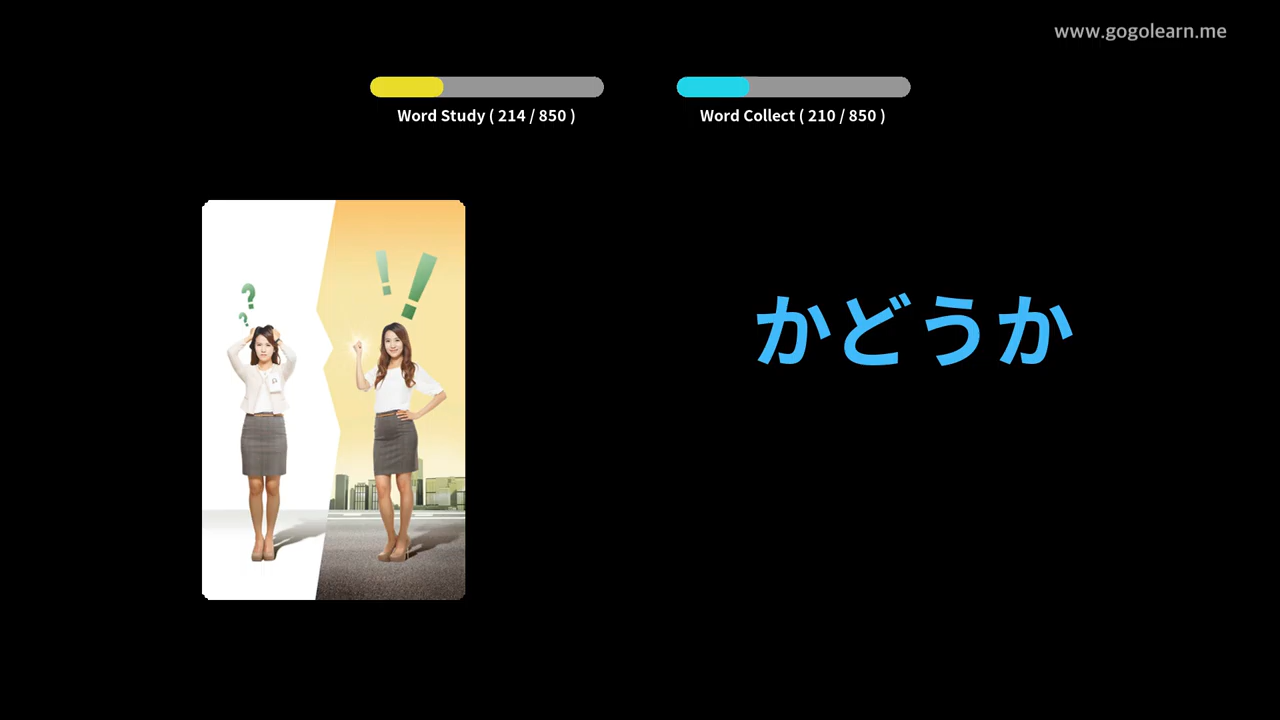 www.gogolearn.me
Word Study ( 214 / 850 )
Word Collect ( 210 / 850 )
? ?
! !
かどうか